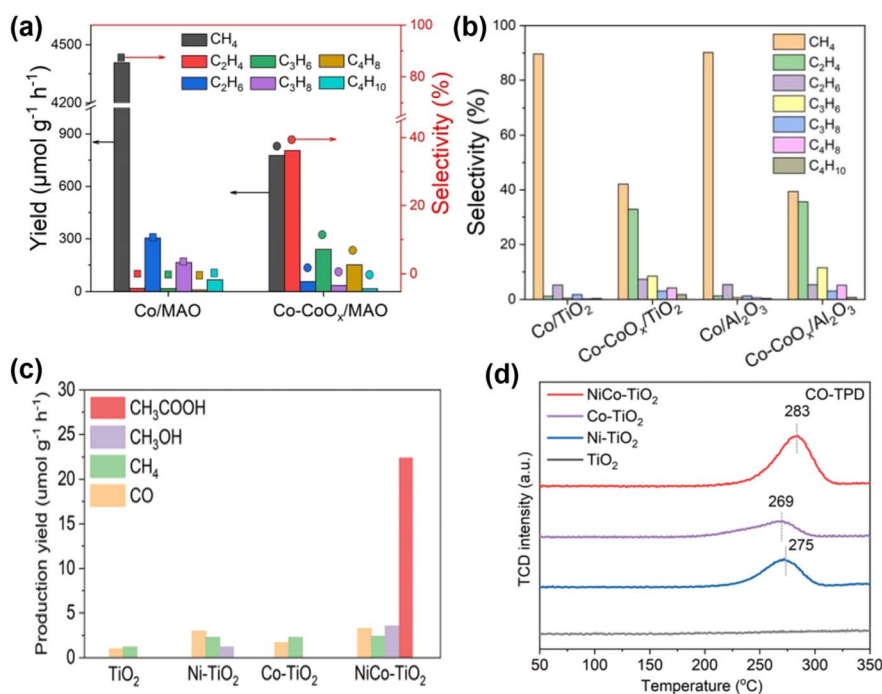 (a)
Yield (μmol g⁻¹ h⁻¹)
4500
4200
900
600
300
0
CH₄
C₂H₄ C₃H₆ C₄H₈
C₂H₆ C₃H₈ C₄H₁₀
100
80
60
40
20
0
Selectivity (%)
Co/MAO Co-CoOₓ/MAO
(b)
Selectivity (%)
100
80
60
40
20
0
CH₄
C₂H₄
C₂H₆
C₃H₆
C₃H₈
C₄H₈
C₄H₁₀
Co/TiO₂ Co-CoOₓ/TiO₂ Co/Al₂O₃ Co-CoOₓ/Al₂O₃
(c)
Production yield (umol g⁻¹ h⁻¹)
30
25
20
15
10
5
0
CH₃COOH
CH₃OH
CH₄
CO
TiO₂ Ni-TiO₂ Co-TiO₂ NiCo-TiO₂
(d)
TCD intensity (a.u.)
NiCo-TiO₂ CO-TPD
Co-TiO₂
Ni-TiO₂
TiO₂
283
269
275
50 100 150 200 250 300 350
Temperature (°C)